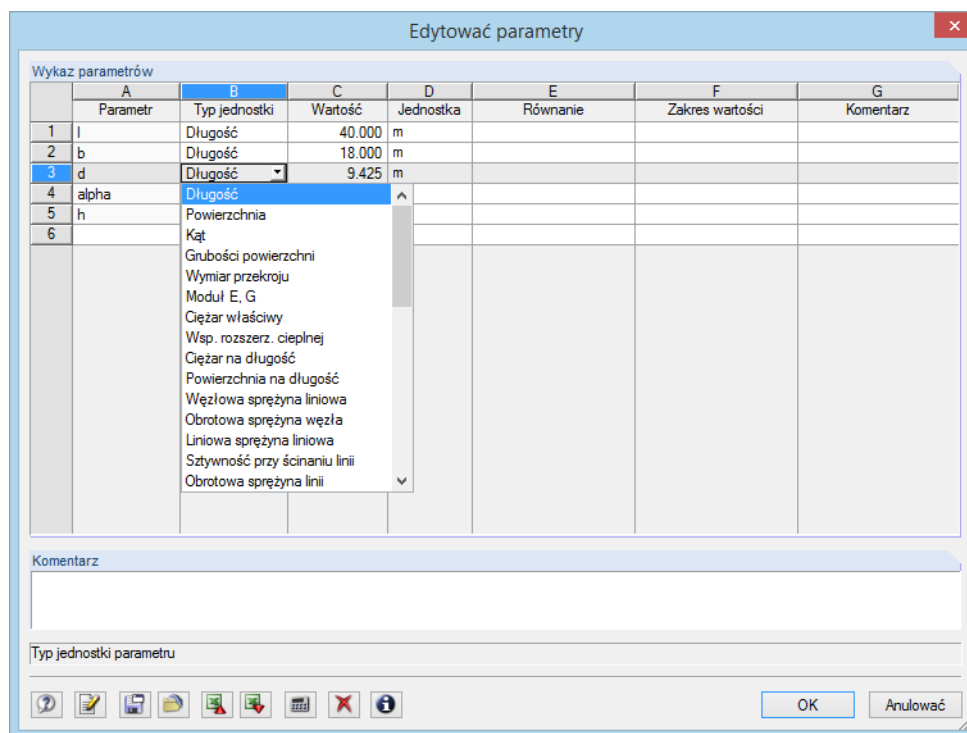 Edytować parametry
Wykaz parametrów
A B C D E F G
Parametr Typ jednostki Wartość Jednostka Równanie Zakres wartości Komentarz
1 l Długość 40.000 m
2 b Długość 18.000 m
3 d Długość 9.425 m
4 alpha Długość
5 h Powierzchnia
6 Kąt
Grubości powierzchni
Wymiar przekroju
Moduł E, G
Ciężar właściwy
Wsp. rozszerz. cieplnej
Ciężar na długość
Powierzchnia na długość
Węzłowa sprężyna liniowa
Obrotowa sprężyna węzła
Liniowa sprężyna liniowa
Sztywność przy ścinaniu linii
Obrotowa sprężyna linii
Komentarz
Typ jednostki parametru
OK Anulować